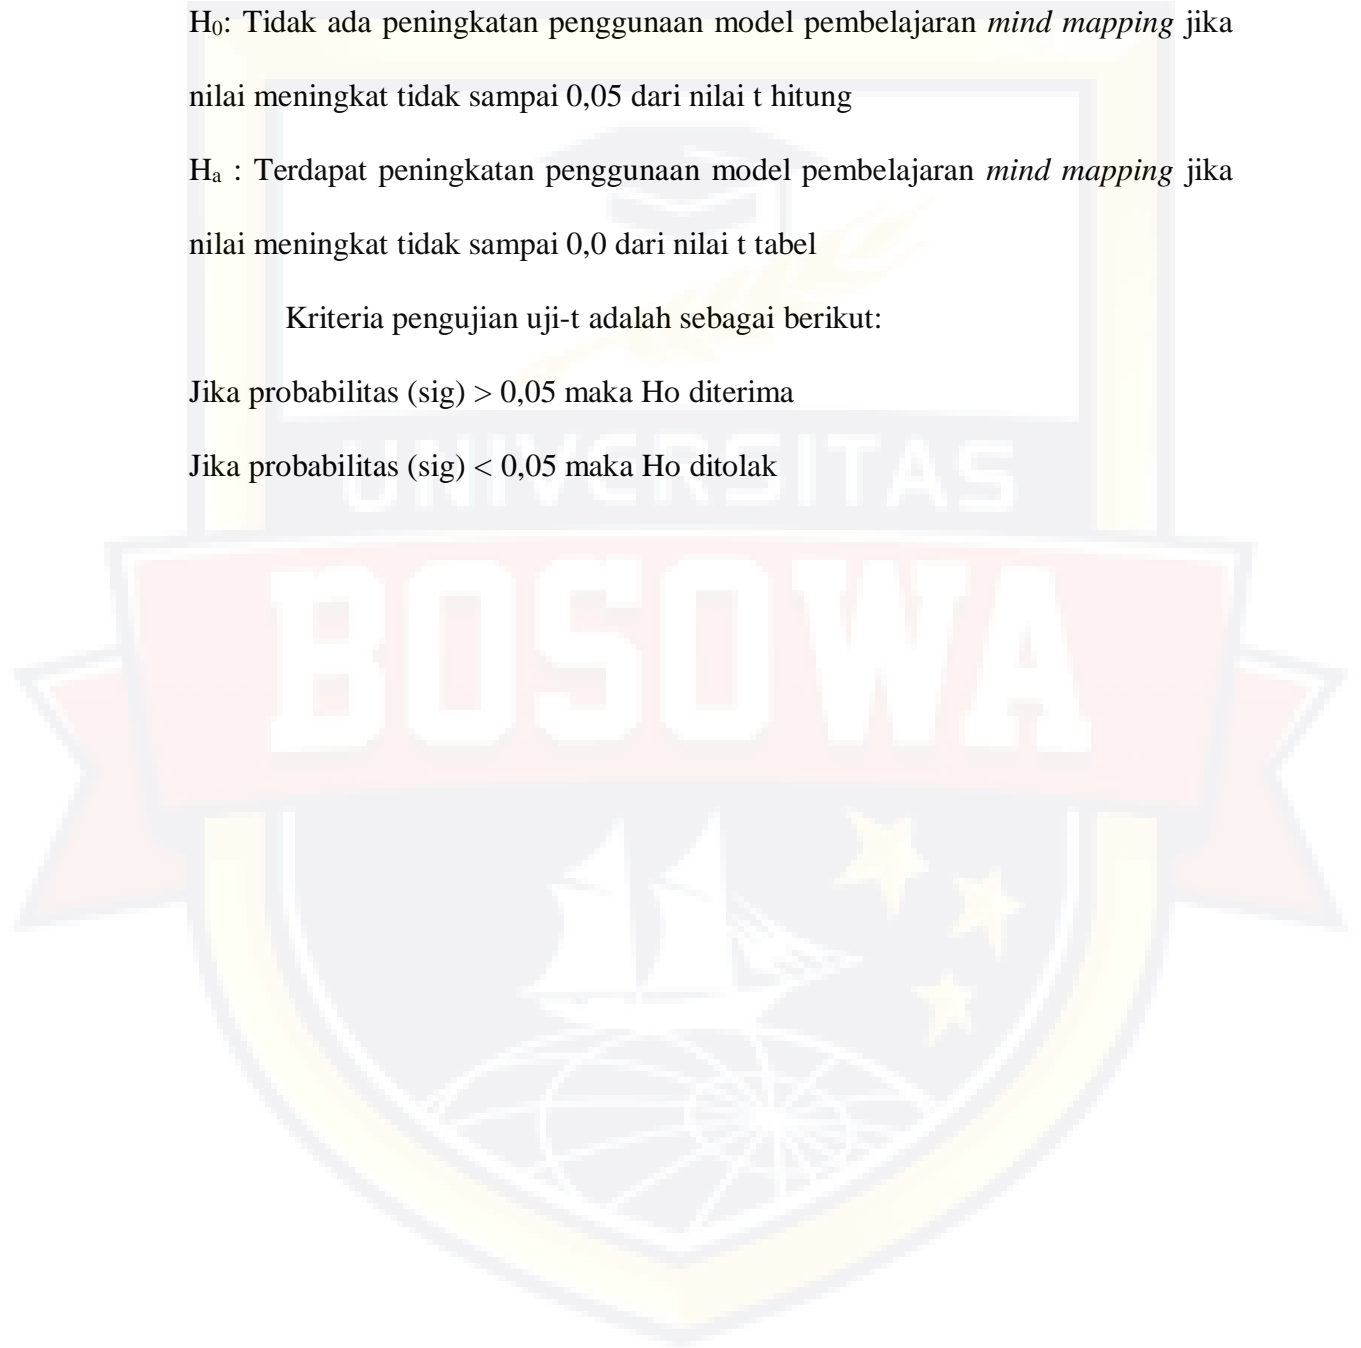 H₀: Tidak ada peningkatan penggunaan model pembelajaran mind mapping jika
nilai meningkat tidak sampai 0,05 dari nilai t hitung
Hₐ : Terdapat peningkatan penggunaan model pembelajaran mind mapping jika
nilai meningkat tidak sampai 0,0 dari nilai t tabel
Kriteria pengujian uji-t adalah sebagai berikut:
Jika probabilitas (sig) > 0,05 maka Ho diterima
Jika probabilitas (sig) < 0,05 maka Ho ditolak
UNIVERSITAS
BOSOWA